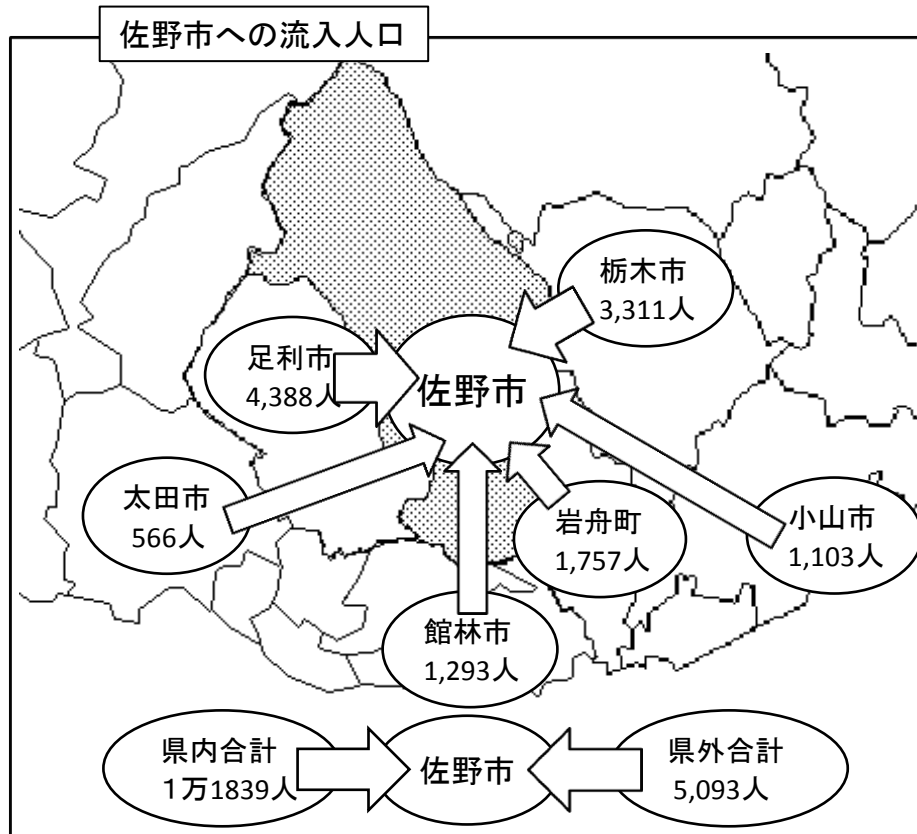 佐野市への流入人口
栃木市
3,311人
足利市
4,388人
佐野市
太田市
566人
岩舟町
1,757人
小山市
1,103人
館林市
1,293人
県内合計
1万1839人
佐野市
県外合計
5,093人